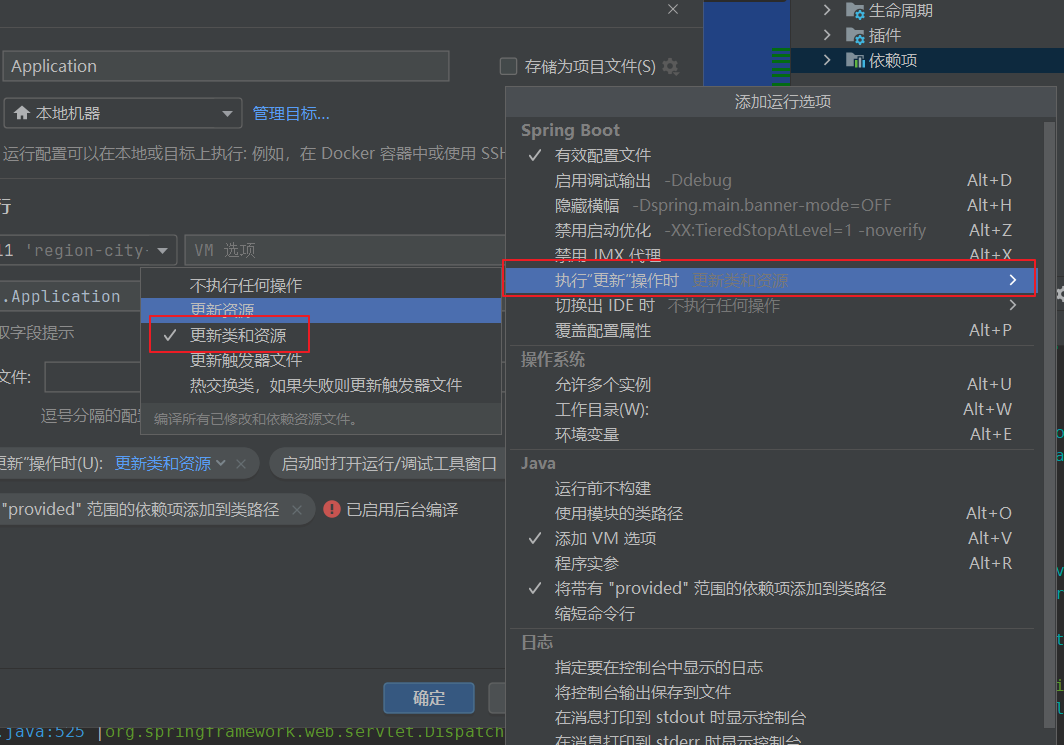 生命周期
插件
依赖项
Application
存储为项目文件(S)
本地机器
管理目标...
运行配置可以在本地或目标上执行: 例如，在 Docker 容器中或使用 SSH
行
'region-city-
VM 选项
.Application
取字段提示
文件:
逗号分隔的配
更新"操作时(U):
更新类和资源
启动时打开运行/调试工具窗口
"provided" 范围的依赖项添加到类路径
已启用后台编译
确定
不执行任何操作
更新资源
更新类和资源
更新触发器文件
热交换类，如果失败则更新触发器文件
编译所有已修改和依赖资源文件。
添加运行选项
Spring Boot
有效配置文件
启用调试输出 -Ddebug Alt+D
隐藏横幅 -Dspring.main.banner-mode=OFF Alt+H
禁用启动优化 -XX:TieredStopAtLevel=1 -noverify Alt+Z
禁用 JMX 代理 Alt+X
执行"更新"操作时 更新类和资源
切换出 IDE 时 不执行任何操作
覆盖配置属性 Alt+P
操作系统
允许多个实例 Alt+U
工作目录(W): Alt+W
环境变量 Alt+E
Java
运行前不构建
使用模块的类路径 Alt+O
添加 VM 选项 Alt+V
程序实参 Alt+R
将带有 "provided" 范围的依赖项添加到类路径
缩短命令行
日志
指定要在控制台中显示的日志
将控制台输出保存到文件
在消息打印到 stdout 时显示控制台
在消息打印到 stderr 时显示控制台
.java:525 |org.springframework.web.servlet.Dispatch